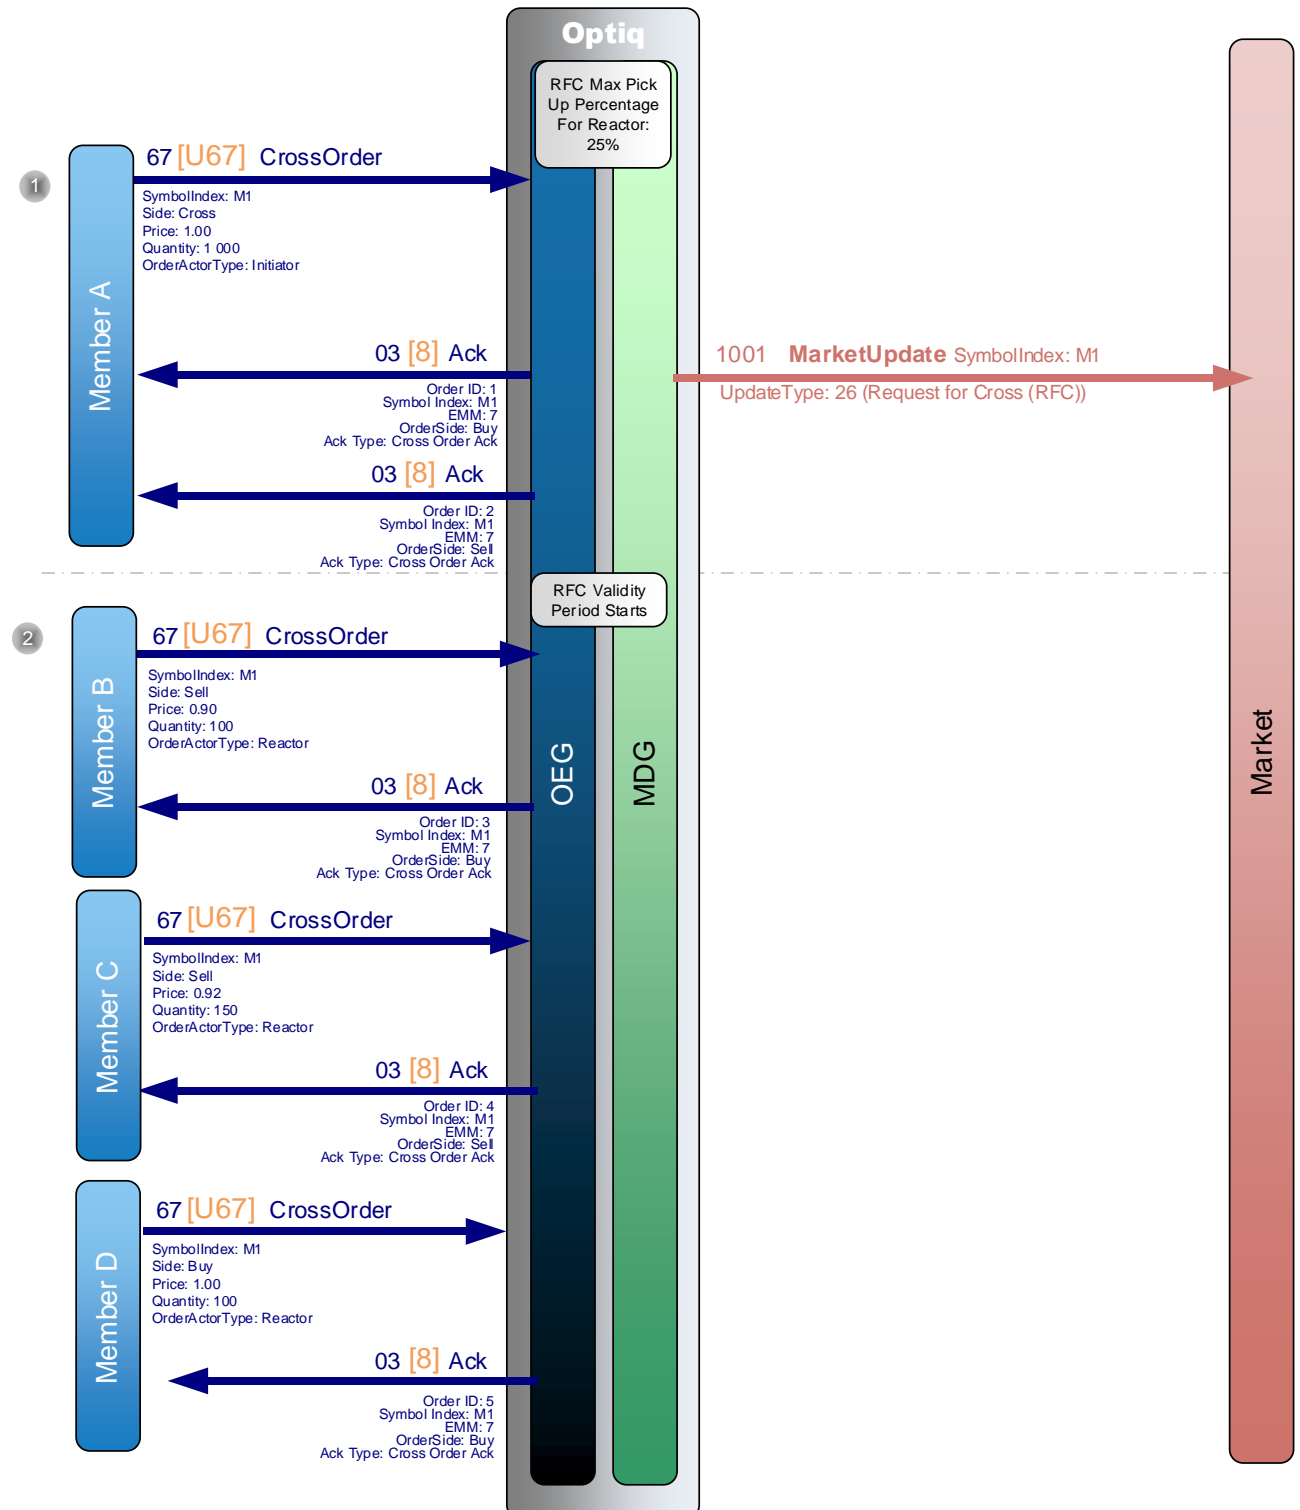 Optiq
RFC Max Pick
Up Percentage
For Reactor:
25%
1
Member A
67 [U67] CrossOrder
SymbolIndex: M1
Side: Cross
Price: 1.00
Quantity: 1 000
OrderActorType: Initiator
03 [8] Ack
Order ID: 1
Symbol Index: M1
EMM: 7
OrderSide: Buy
Ack Type: Cross Order Ack
1001 MarketUpdate SymbolIndex: M1
UpdateType: 26 (Request for Cross (RFC))
03 [8] Ack
Order ID: 2
Symbol Index: M1
EMM: 7
OrderSide: Sell
Ack Type: Cross Order Ack
RFC Validity
Period Starts
2
Member B
67 [U67] CrossOrder
SymbolIndex: M1
Side: Sell
Price: 0.90
Quantity: 100
OrderActorType: Reactor
OEG
MDG
Market
03 [8] Ack
Order ID: 3
Symbol Index: M1
EMM: 7
OrderSide: Buy
Ack Type: Cross Order Ack
Member C
67 [U67] CrossOrder
SymbolIndex: M1
Side: Sell
Price: 0.92
Quantity: 150
OrderActorType: Reactor
03 [8] Ack
Order ID: 4
Symbol Index: M1
EMM: 7
OrderSide: Sell
Ack Type: Cross Order Ack
Member D
67 [U67] CrossOrder
SymbolIndex: M1
Side: Buy
Price: 1.00
Quantity: 100
OrderActorType: Reactor
03 [8] Ack
Order ID: 5
Symbol Index: M1
EMM: 7
OrderSide: Buy
Ack Type: Cross Order Ack